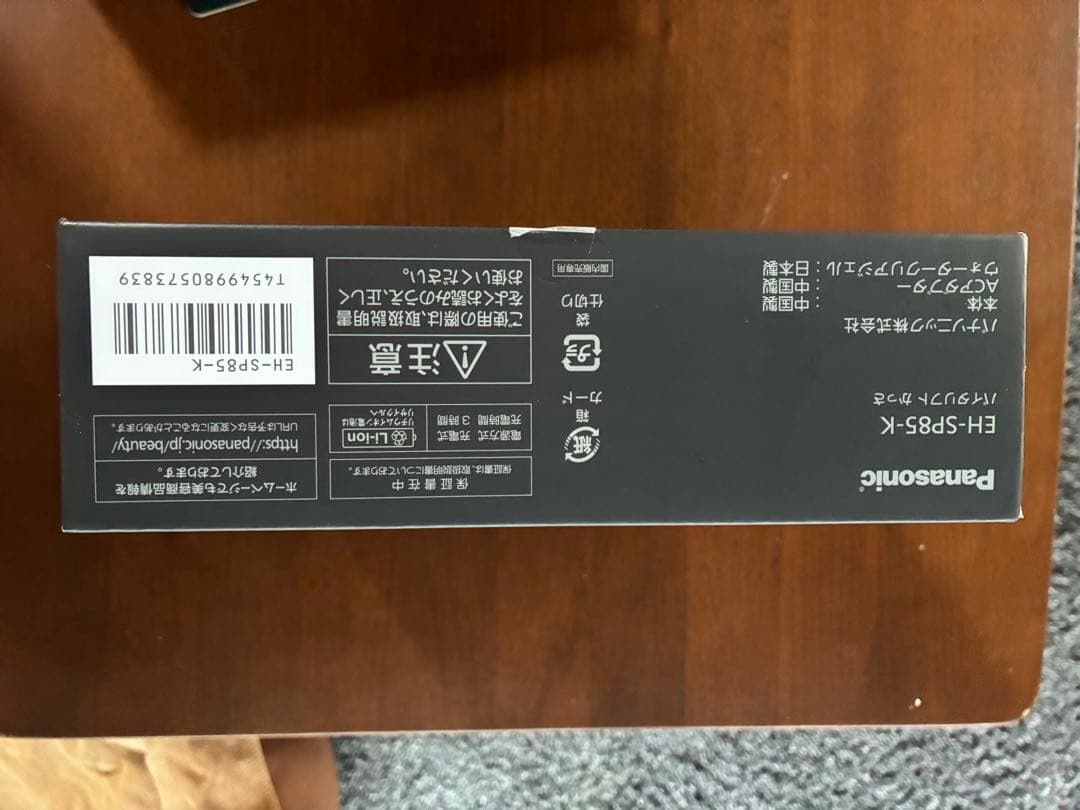 Panasonic
EH-SP85-K
バイタリフト かっさ
パナソニック株式会社
本体 : 中国製
ACアダプター : 中国製
ウォータークリアジェル : 日本製
紙
箱
カード
プラ
袋
仕切り
国内販売専用
保証書在中
保証書は、取扱説明書についております。
電源方式 充電式
充電時間 3時間
Li-ion
リチウムイオン電池は
リサイクルへ
注意
ご使用の際は、取扱説明書
をよくお読みのうえ、正しく
お使いください。
ホームページでも美容商品情報を
紹介しております。
https://panasonic.jp/beauty/
URLは予告なく変更になることがあります。
EH-SP85-K
T4549980573839